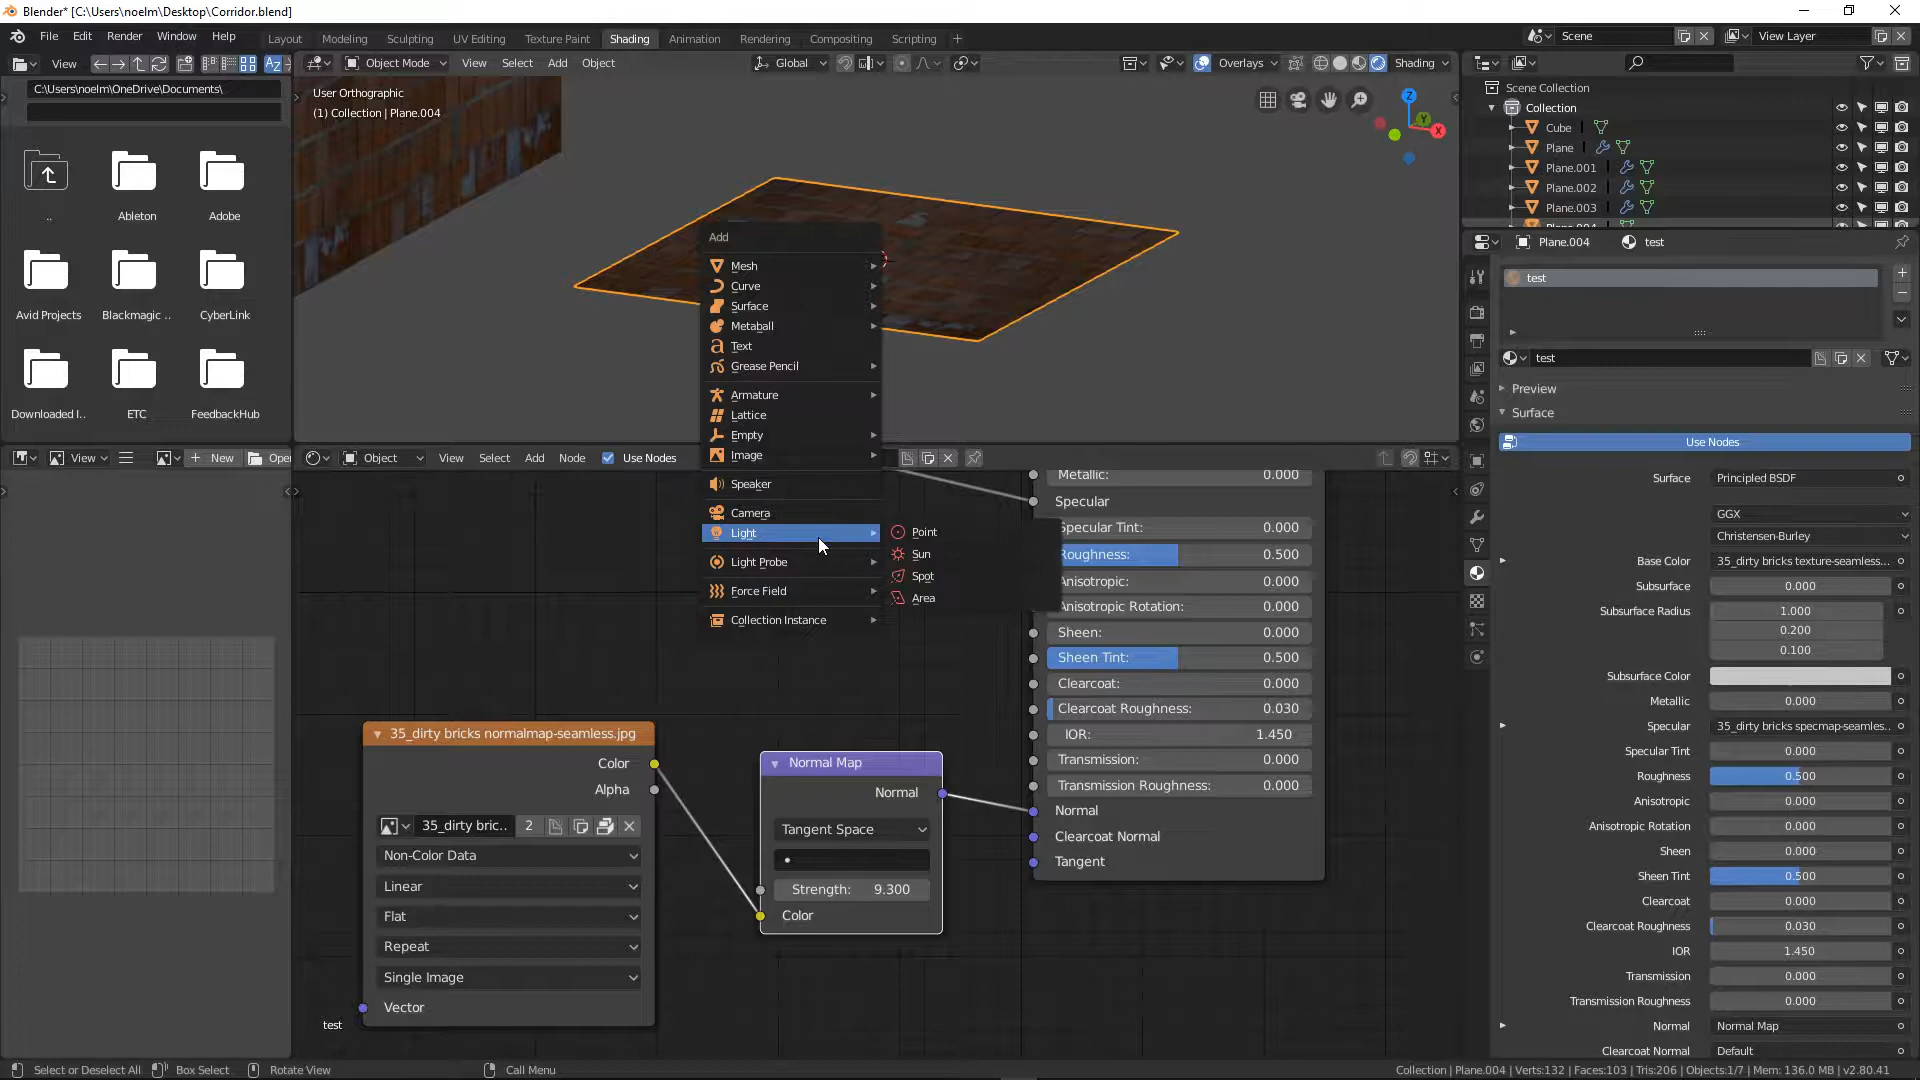 Blender* [C:\Users\noelm\Desktop\Corridor.blend]
File Edit Render Window Help Layout Modeling Sculpting UV Editing Texture Paint Shading Animation Rendering Compositing Scripting + Scene View Layer
View Object Mode View Select Add Object Global Overlays Shading
C:\Users\noelm\OneDrive\Documents\
User Orthographic
(1) Collection | Plane.004
Z
Y
X
Scene Collection
Collection
Cube
Plane
Plane.001
Plane.002
Plane.003
..
Ableton
Adobe
Avid Projects
Blackmagic ..
CyberLink
Downloaded I..
ETC
FeedbackHub
Add
Mesh
Curve
Surface
Metaball
Text
Grease Pencil
Armature
Lattice
Empty
Image
Speaker
Camera
Light
Light Probe
Force Field
Collection Instance
Point
Sun
Spot
Area
View + New Open
Object View Select Add Node Use Nodes
Metallic: 0.000
Specular
Specular Tint: 0.000
Roughness: 0.500
Anisotropic: 0.000
Anisotropic Rotation: 0.000
Sheen: 0.000
Sheen Tint: 0.500
Clearcoat: 0.000
Clearcoat Roughness: 0.030
IOR: 1.450
Transmission: 0.000
Transmission Roughness: 0.000
Normal
Clearcoat Normal
Tangent
35_dirty bricks normalmap-seamless.jpg
Color
Alpha
35_dirty bric.. 2
Non-Color Data
Linear
Flat
Repeat
Single Image
Vector
test
Normal Map
Normal
Tangent Space
Strength: 9.300
Color
Plane.004 test
test
test
Preview
Surface
Use Nodes
Surface Principled BSDF
GGX
Christensen-Burley
Base Color 35_dirty bricks texture-seamless...
Subsurface 0.000
Subsurface Radius 1.000
0.200
0.100
Subsurface Color
Metallic 0.000
Specular 35_dirty bricks specmap-seamles..
Specular Tint 0.000
Roughness 0.500
Anisotropic 0.000
Anisotropic Rotation 0.000
Sheen 0.000
Sheen Tint 0.500
Clearcoat 0.000
Clearcoat Roughness 0.030
IOR 1.450
Transmission 0.000
Transmission Roughness 0.000
Normal Normal Map
Clearcoat Normal Default
Select or Deselect All Box Select Rotate View Call Menu Collection | Plane.004 | Verts:132 | Faces:103 | Tris:206 | Objects:1/7 | Mem: 136.0 MB | v2.80.41